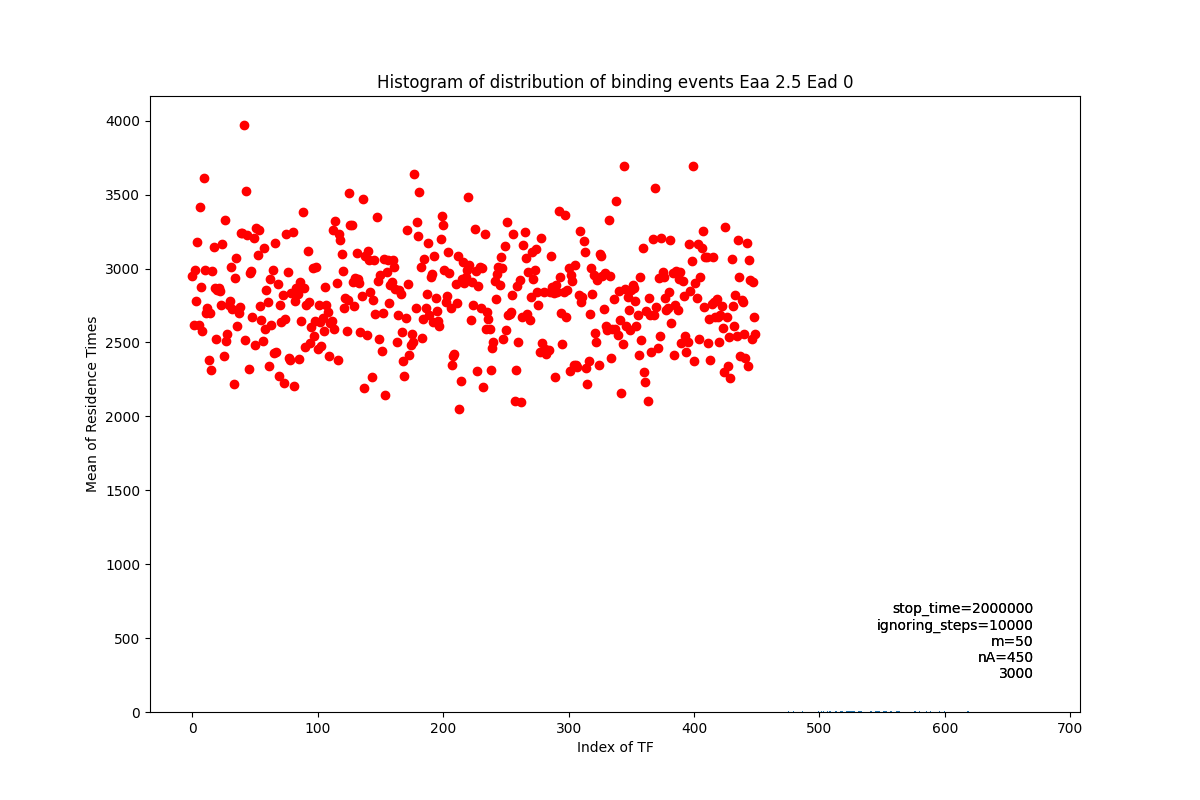 Histogram of distribution of binding events Eaa 2.5 Ead 0
4000
3500
3000
2500
2000
1500
1000
500
0
Mean of Residence Times
stop_time=2000000
ignoring_steps=10000
m=50
nA=450
3000
0 100 200 300 400 500 600 700
Index of TF